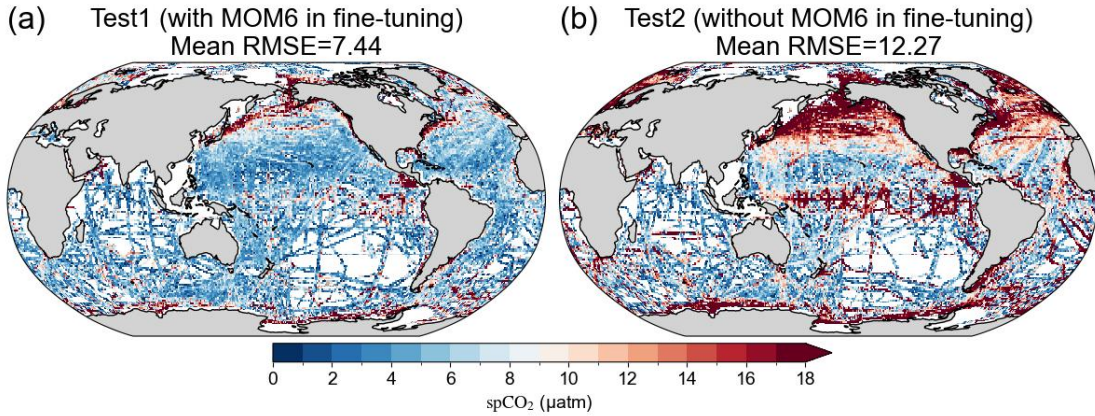 (a) Test1 (with MOM6 in fine-tuning)
Mean RMSE=7.44
(b) Test2 (without MOM6 in fine-tuning)
Mean RMSE=12.27
0 2 4 6 8 10 12 14 16 18
spCO₂ (µatm)